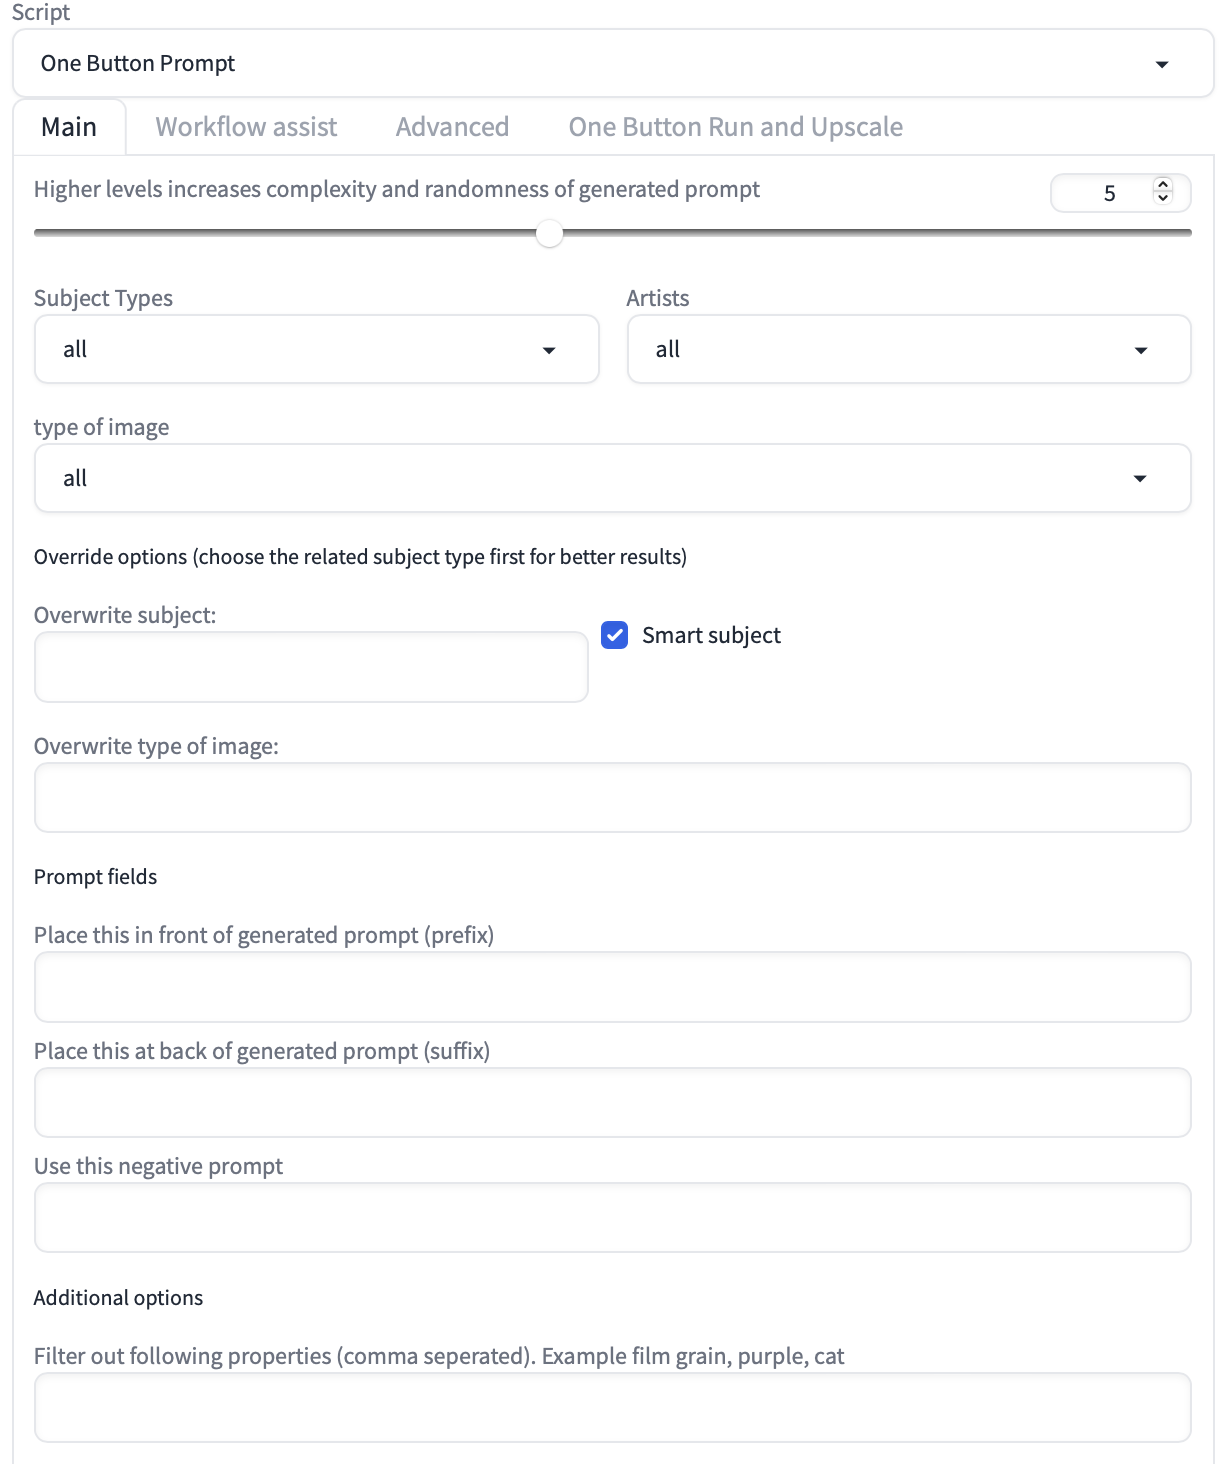 Script
One Button Prompt
Main Workflow assist Advanced One Button Run and Upscale
Higher levels increases complexity and randomness of generated prompt 5
Subject Types Artists
all all
type of image
all
Override options (choose the related subject type first for better results)
Overwrite subject:
Smart subject
Overwrite type of image:
Prompt fields
Place this in front of generated prompt (prefix)
Place this at back of generated prompt (suffix)
Use this negative prompt
Additional options
Filter out following properties (comma seperated). Example film grain, purple, cat